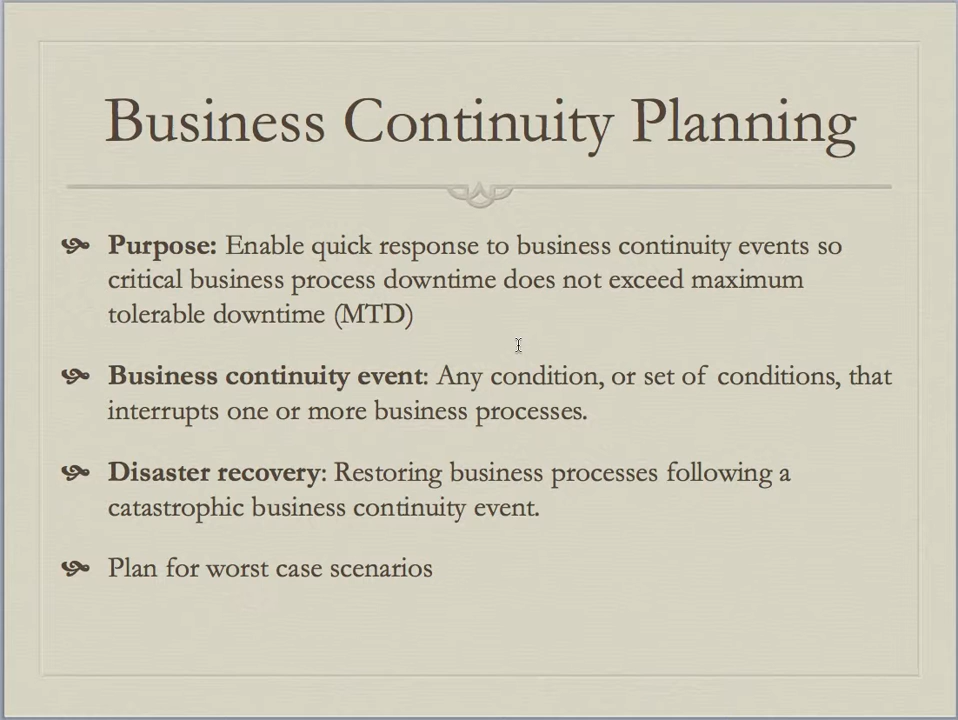 Business Continuity Planning
Purpose: Enable quick response to business continuity events so
critical business process downtime does not exceed maximum
tolerable downtime (MTD)
Business continuity event: Any condition, or set of conditions, that
interrupts one or more business processes.
Disaster recovery: Restoring business processes following a
catastrophic business continuity event.
Plan for worst case scenarios